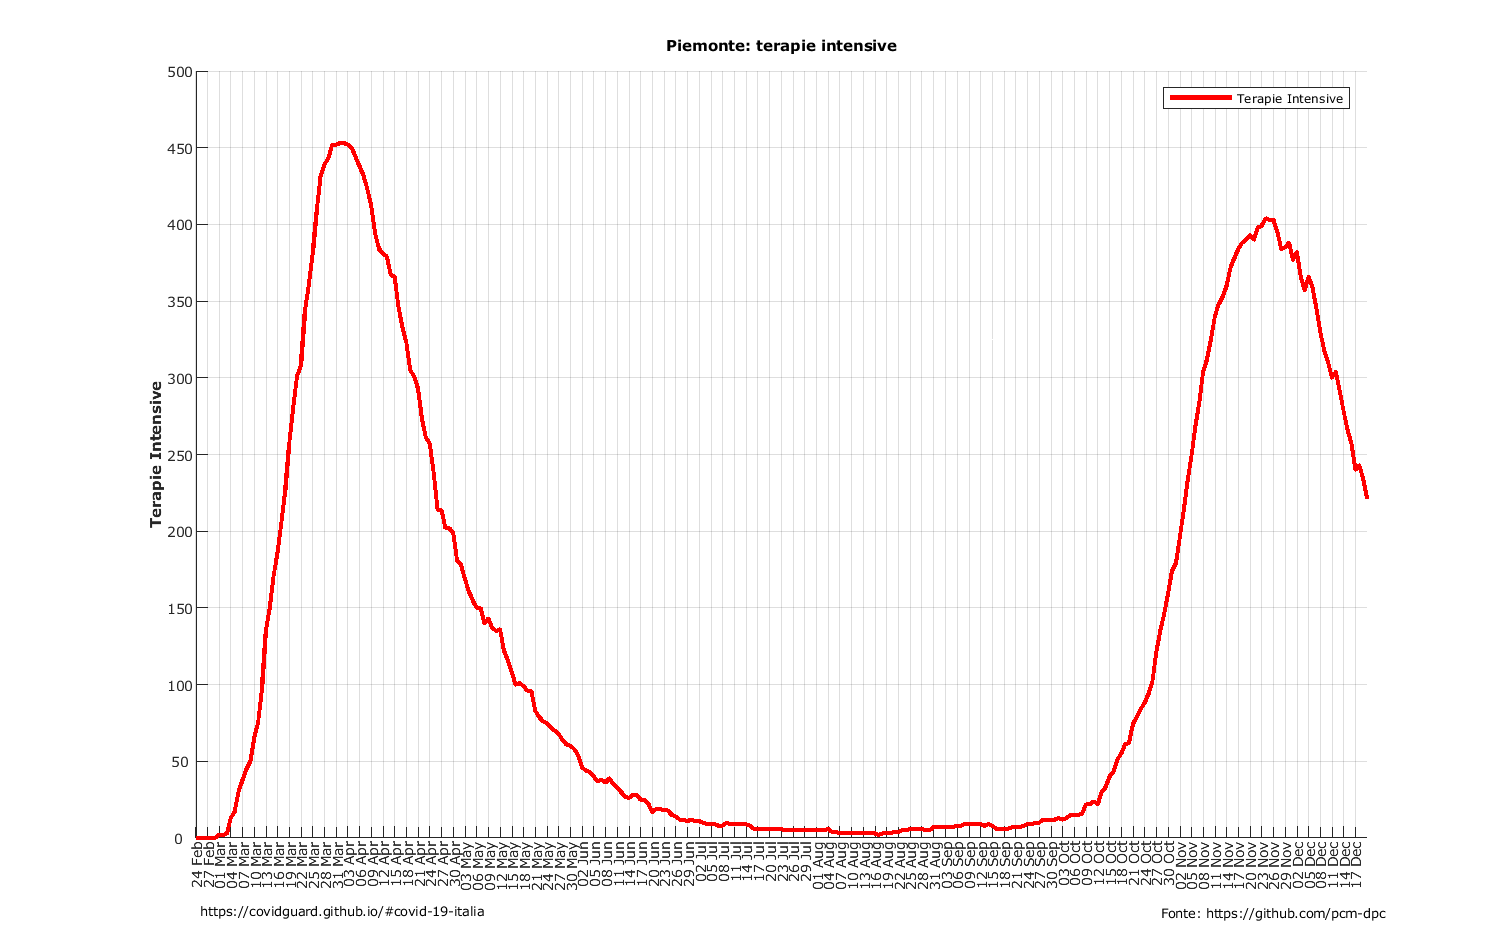 Piemonte: terapie intensive
Terapie Intensive
Terapie Intensive
500
450
400
350
300
250
200
150
100
50
0
24 Feb
27 Feb
01 Mar
04 Mar
07 Mar
10 Mar
13 Mar
16 Mar
19 Mar
22 Mar
25 Mar
28 Mar
31 Mar
03 Apr
06 Apr
09 Apr
12 Apr
15 Apr
18 Apr
21 Apr
24 Apr
27 Apr
30 Apr
03 May
06 May
09 May
12 May
15 May
18 May
21 May
24 May
27 May
30 May
02 Jun
05 Jun
08 Jun
11 Jun
14 Jun
17 Jun
20 Jun
23 Jun
26 Jun
29 Jun
02 Jul
05 Jul
08 Jul
11 Jul
14 Jul
17 Jul
20 Jul
23 Jul
26 Jul
29 Jul
01 Aug
04 Aug
07 Aug
10 Aug
13 Aug
16 Aug
19 Aug
22 Aug
25 Aug
28 Aug
31 Aug
03 Sep
06 Sep
09 Sep
12 Sep
15 Sep
18 Sep
21 Sep
24 Sep
27 Sep
30 Sep
03 Oct
06 Oct
09 Oct
12 Oct
15 Oct
18 Oct
21 Oct
24 Oct
27 Oct
30 Oct
02 Nov
05 Nov
08 Nov
11 Nov
14 Nov
17 Nov
20 Nov
23 Nov
26 Nov
29 Nov
02 Dec
05 Dec
08 Dec
11 Dec
14 Dec
17 Dec
https://covidguard.github.io/#covid-19-italia
Fonte: https://github.com/pcm-dpc